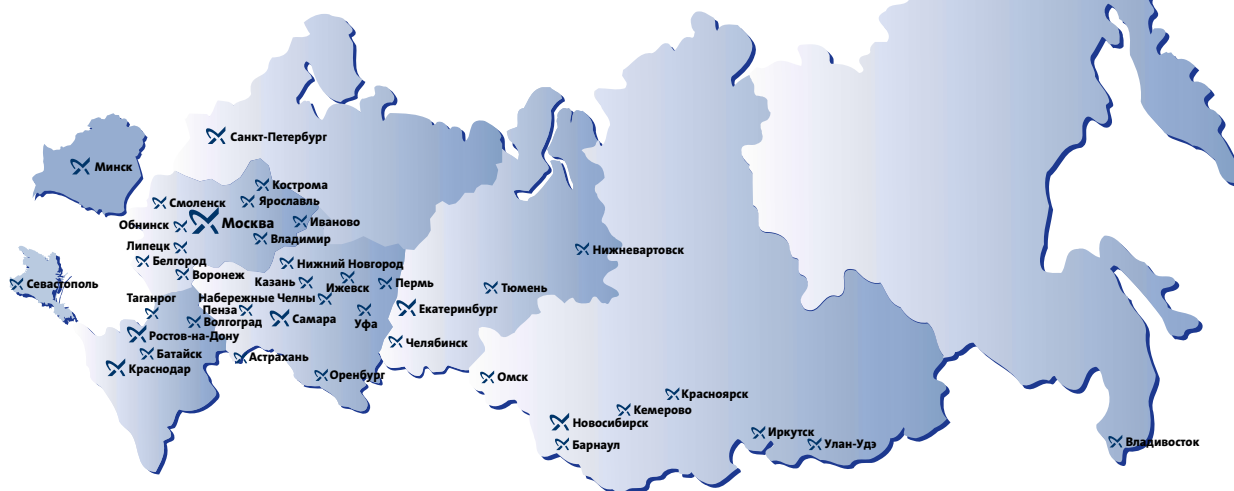 Санкт-Петербург
Минск
Кострома
Ярославль
Смоленск
Москва
Иваново
Обнинск
Владимир
Липецк
Белгород
Воронеж
Нижний Новгород
Нижневартовск
Севастополь
Казань
Ижевск
Пермь
Тюмень
Таганрог
Набережные Челны
Пенза
Екатеринбург
Волгоград
Самара
Уфа
Ростов-на-Дону
Челябинск
Батайск
Астрахань
Краснодар
Оренбург
Омск
Красноярск
Кемерово
Новосибирск
Барнаул
Иркутск
Улан-Удэ
Владивосток